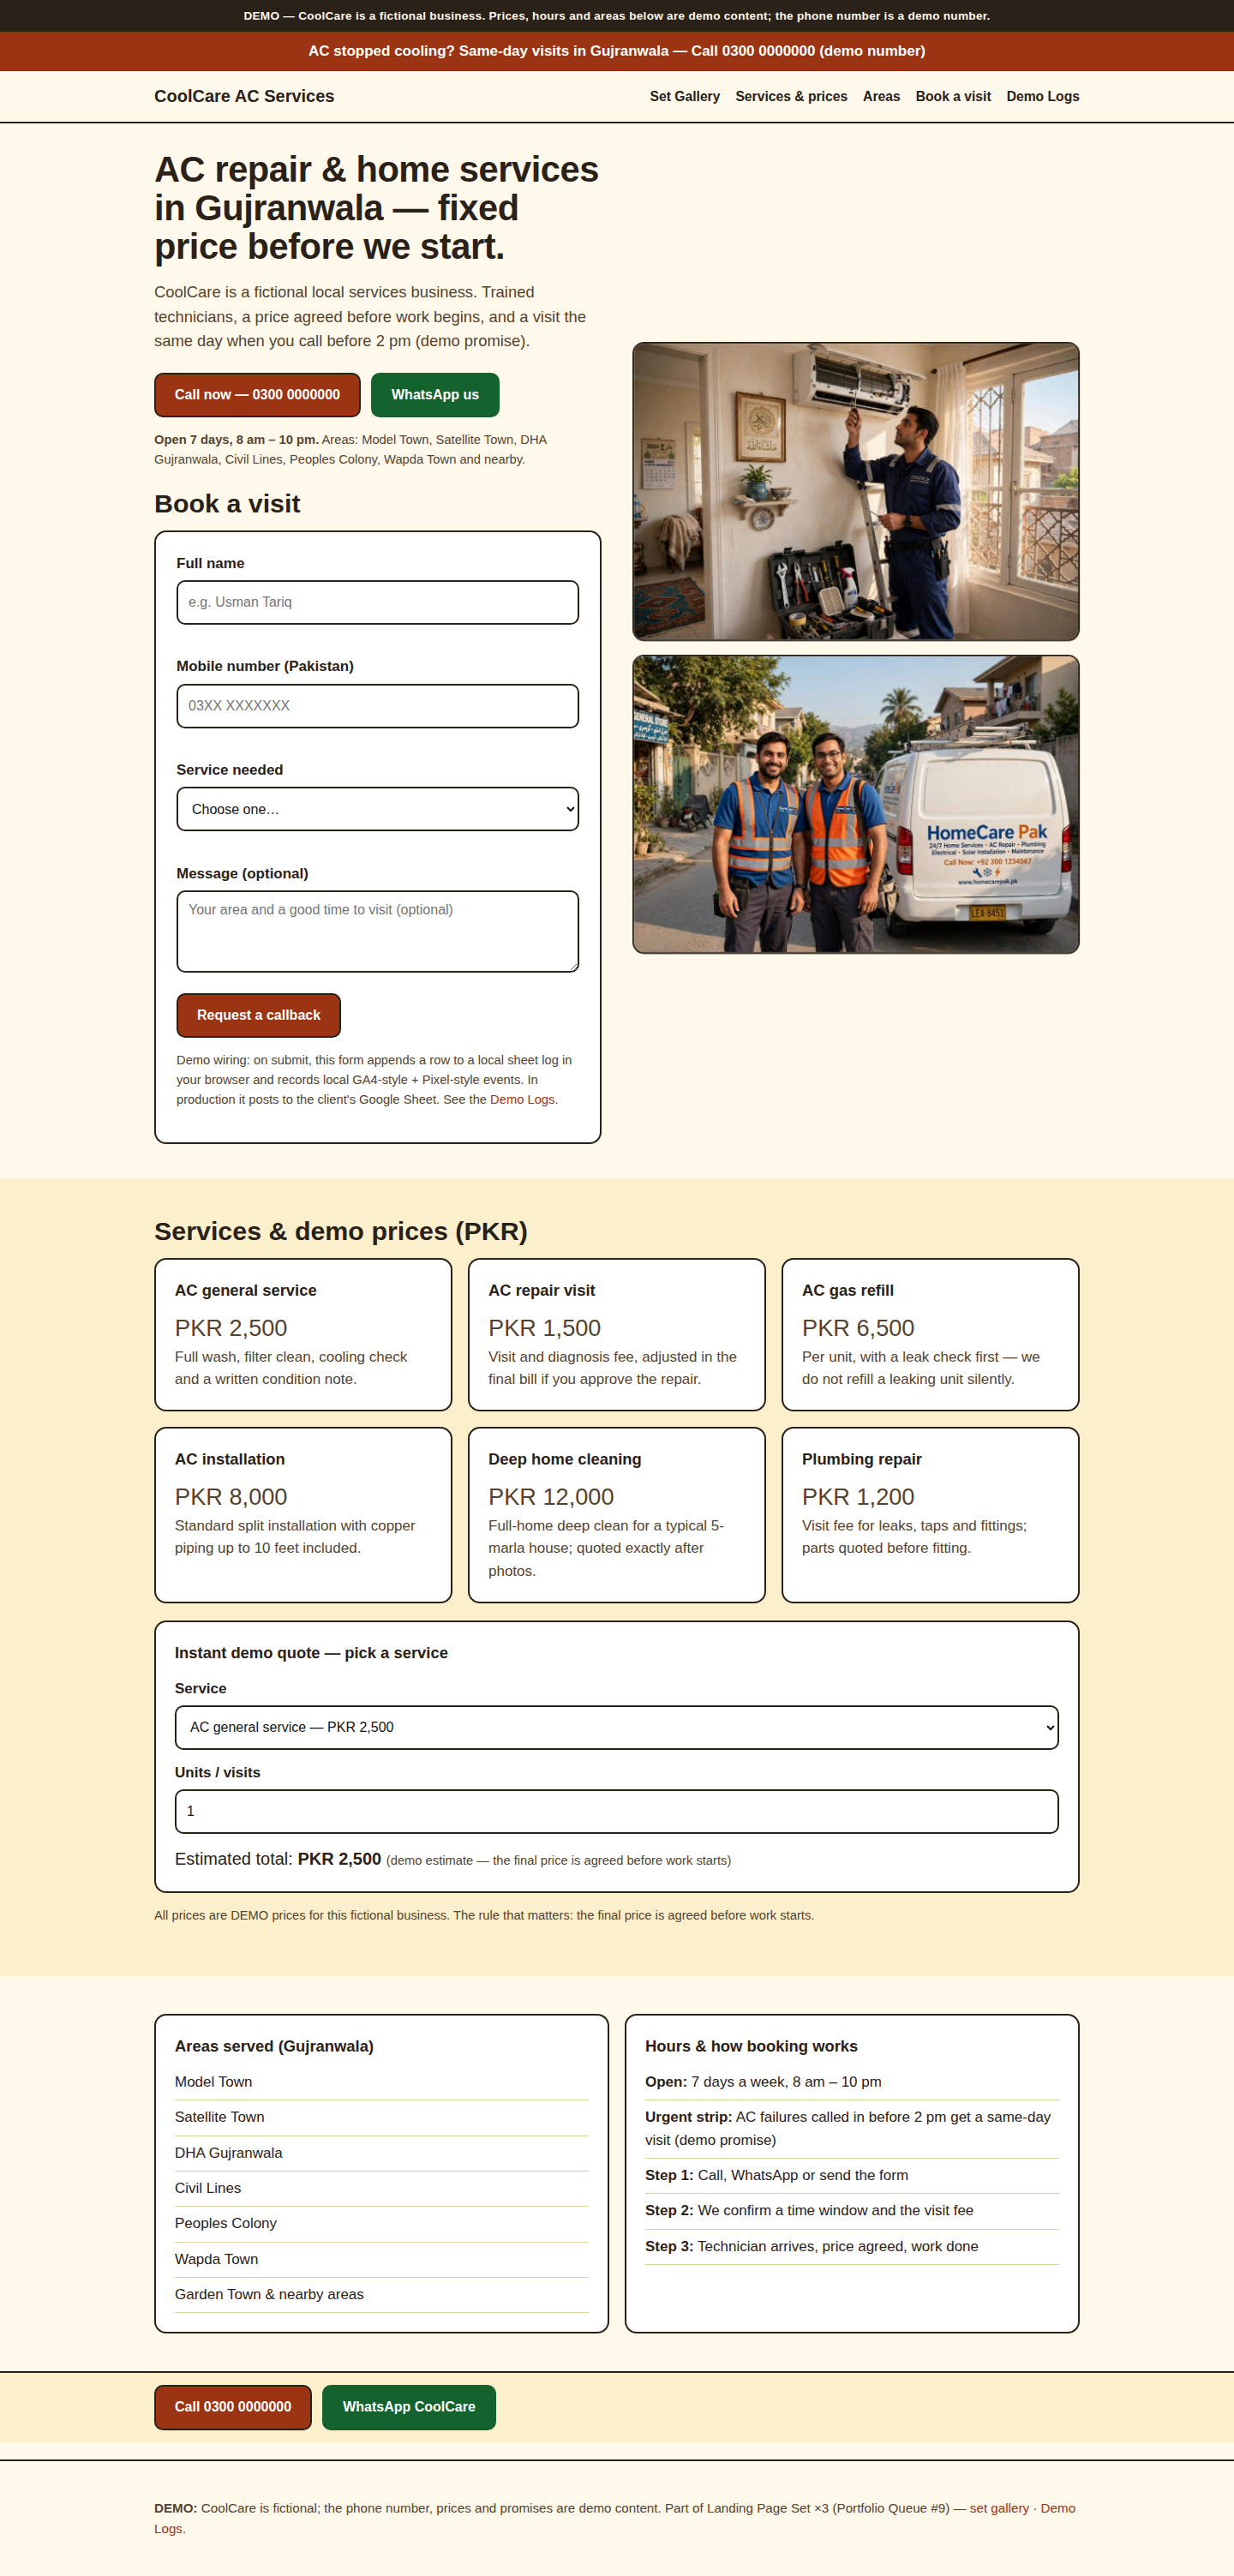 DEMO — CoolCare is a fictional business. Prices, hours and areas below are demo content; the phone number is a demo number.
AC stopped cooling? Same-day visits in Gujranwala — Call 0300 0000000 (demo number)
CoolCare AC Services
Set Gallery Services & prices Areas Book a visit Demo Logs
AC repair & home services
in Gujranwala — fixed
price before we start.
CoolCare is a fictional local services business. Trained
technicians, a price agreed before work begins, and a visit the
same day when you call before 2 pm (demo promise).
Call now — 0300 0000000
WhatsApp us
Open 7 days, 8 am – 10 pm. Areas: Model Town, Satellite Town, DHA
Gujranwala, Civil Lines, Peoples Colony, Wapda Town and nearby.
Book a visit
Full name
e.g. Usman Tariq
Mobile number (Pakistan)
03XX XXXXXXX
Service needed
Choose one…
Message (optional)
Your area and a good time to visit (optional)
Request a callback
Demo wiring: on submit, this form appends a row to a local sheet log in
your browser and records local GA4-style + Pixel-style events. In
production it posts to the client's Google Sheet. See the Demo Logs.
GENERAL STORE
HomeCare Pak
24/7 Home Services • AC Repair • Plumbing
Electrical • Solar Installation • Maintenance
Call Now: +92 300 1234567
www.homecarepak.pk
LEA-8451
Services & demo prices (PKR)
AC general service
PKR 2,500
Full wash, filter clean, cooling check
and a written condition note.
AC repair visit
PKR 1,500
Visit and diagnosis fee, adjusted in the
final bill if you approve the repair.
AC gas refill
PKR 6,500
Per unit, with a leak check first — we
do not refill a leaking unit silently.
AC installation
PKR 8,000
Standard split installation with copper
piping up to 10 feet included.
Deep home cleaning
PKR 12,000
Full-home deep clean for a typical 5-
marla house; quoted exactly after
photos.
Plumbing repair
PKR 1,200
Visit fee for leaks, taps and fittings;
parts quoted before fitting.
Instant demo quote — pick a service
Service
AC general service — PKR 2,500
Units / visits
1
Estimated total: PKR 2,500 (demo estimate — the final price is agreed before work starts)
All prices are DEMO prices for this fictional business. The rule that matters: the final price is agreed before work starts.
Areas served (Gujranwala)
Model Town
Satellite Town
DHA Gujranwala
Civil Lines
Peoples Colony
Wapda Town
Garden Town & nearby areas
Hours & how booking works
Open: 7 days a week, 8 am – 10 pm
Urgent strip: AC failures called in before 2 pm get a same-day
visit (demo promise)
Step 1: Call, WhatsApp or send the form
Step 2: We confirm a time window and the visit fee
Step 3: Technician arrives, price agreed, work done
Call 0300 0000000
WhatsApp CoolCare
DEMO: CoolCare is fictional; the phone number, prices and promises are demo content. Part of Landing Page Set ×3 (Portfolio Queue #9) — set gallery · Demo
Logs.